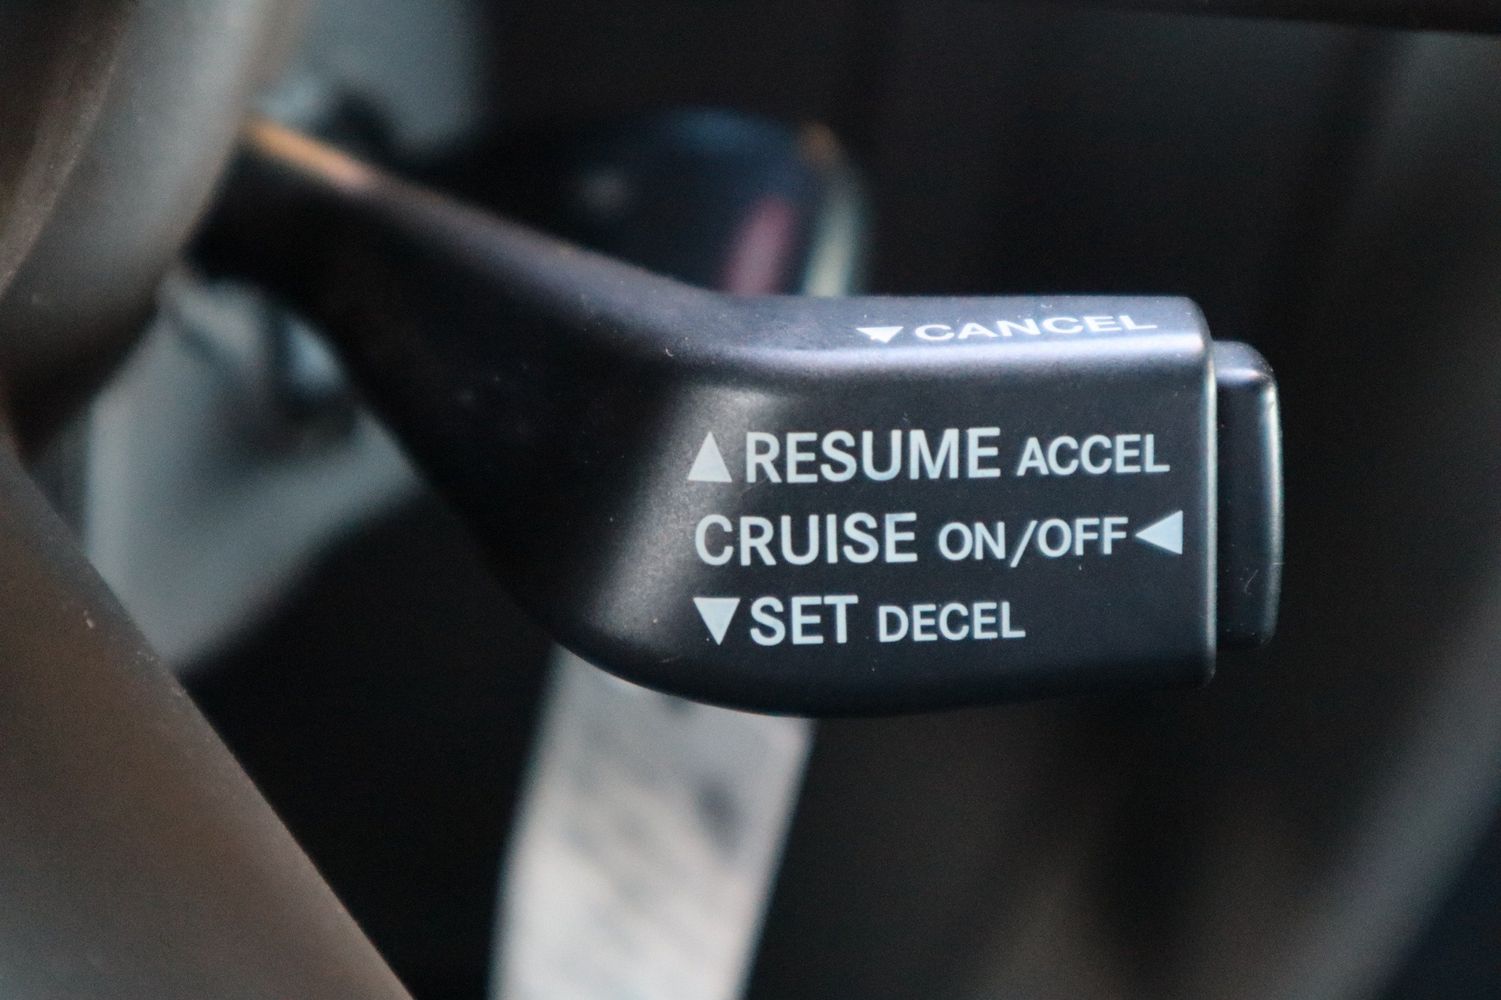 ▼CANCEL
▲RESUME ACCEL
CRUISE ON/OFF◀
▼SET DECEL